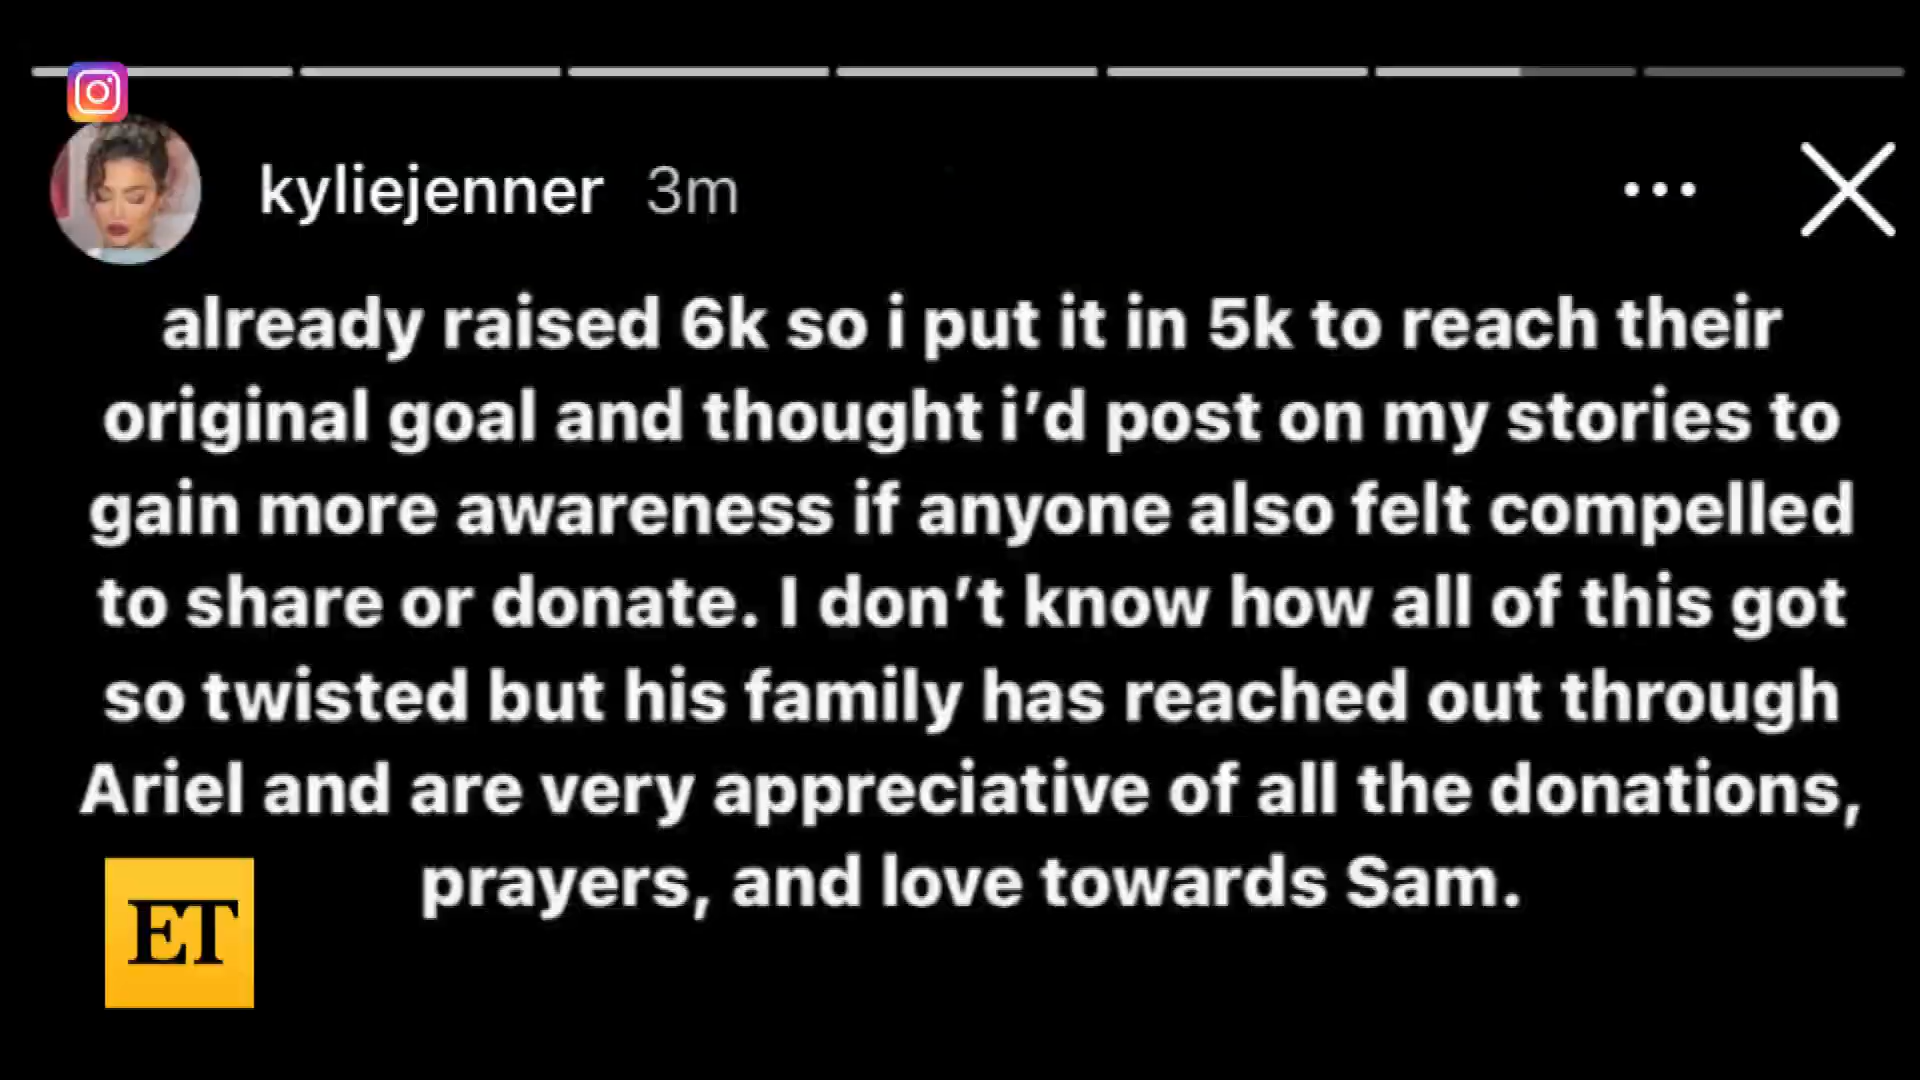 kyliejenner 3m
already raised 6k so i put it in 5k to reach their
original goal and thought i’d post on my stories to
gain more awareness if anyone also felt compelled
to share or donate. I don’t know how all of this got
so twisted but his family has reached out through
Ariel and are very appreciative of all the donations,
prayers, and love towards Sam.
ET